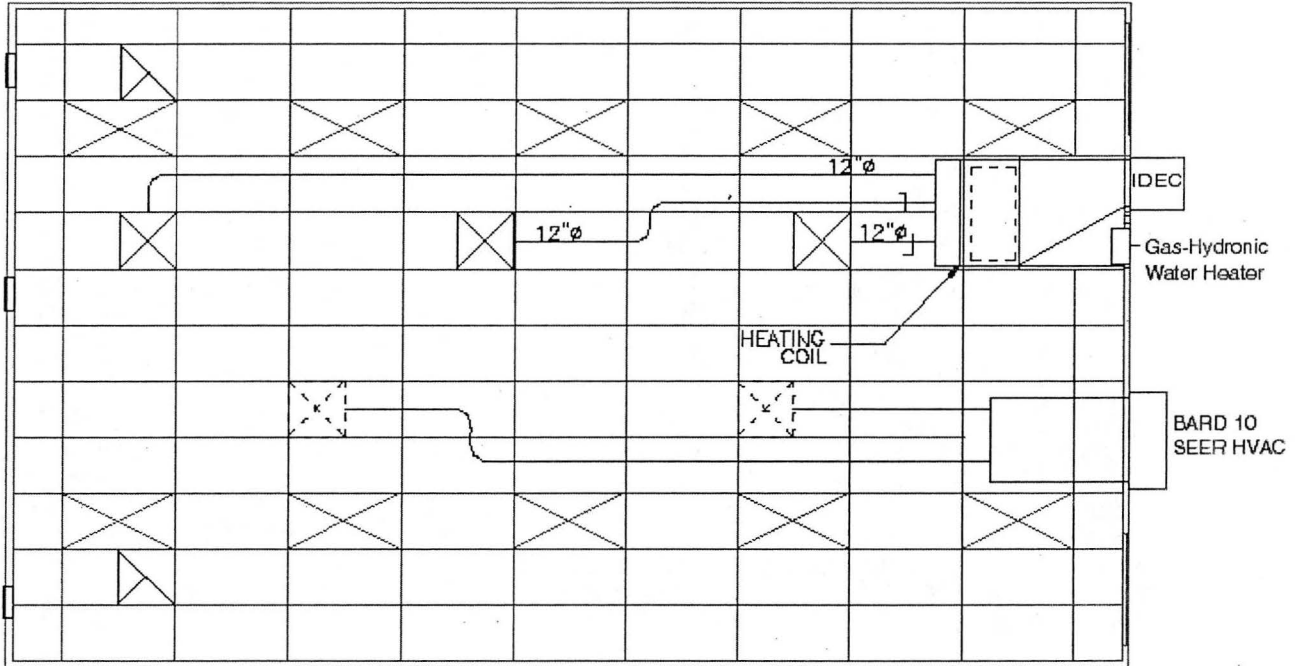 12"ø
IDEC
12"ø
12"ø
Gas-Hydronic
Water Heater
HEATING
COIL
BARD 10
SEER HVAC